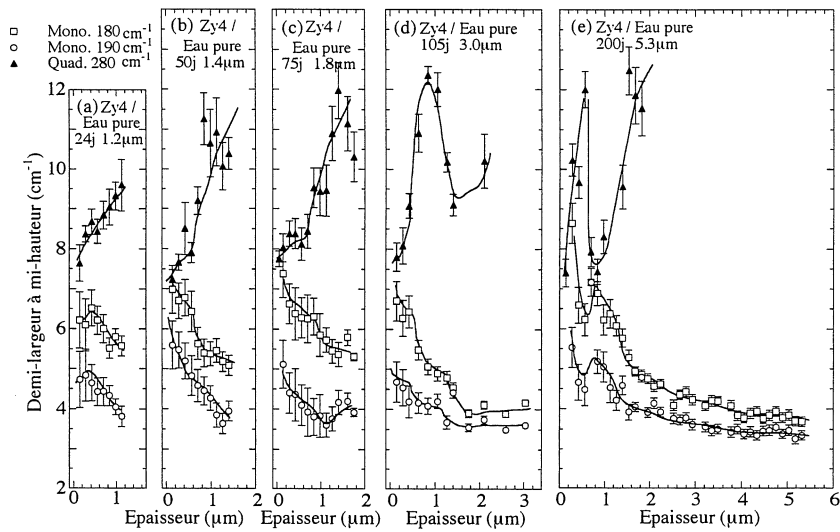 Mono. 180 cm⁻¹
Mono. 190 cm⁻¹
Quad. 280 cm⁻¹
(a) Zy4 /
Eau pure
24j 1.2µm
(b) Zy4 /
Eau pure
50j 1.4µm
(c) Zy4 /
Eau pure
75j 1.8µm
(d) Zy4 / Eau pure
105j 3.0µm
(e) Zy4 / Eau pure
200j 5.3µm
Demi-largeur à mi-hauteur (cm⁻¹)
12
10
8
6
4
2
0 1
0 1 2
0 1 2
0 1 2 3
0 1 2 3 4 5 6
Epaisseur (µm)
Epaisseur (µm)
Epaisseur (µm)
Epaisseur (µm)